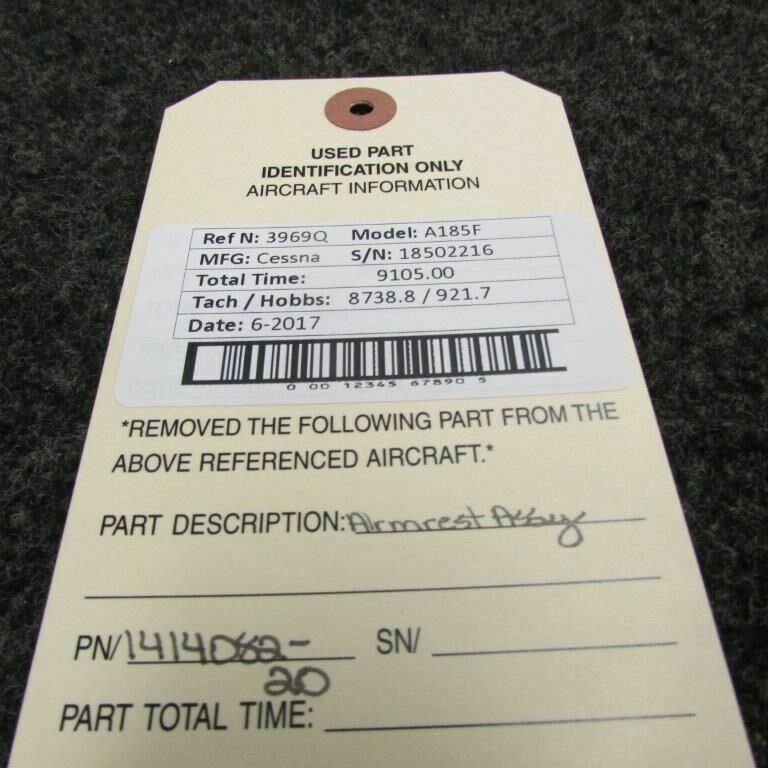 USED PART
IDENTIFICATION ONLY
AIRCRAFT INFORMATION
Ref N: 3969Q Model: A185F
MFG: Cessna S/N: 18502216
Total Time: 9105.00
Tach / Hobbs: 8738.8 / 921.7
Date: 6-2017
0 00 12345 67890 5
*REMOVED THE FOLLOWING PART FROM THE
ABOVE REFERENCED AIRCRAFT.*
PART DESCRIPTION: Airmrest Assy
PN/ 1414082- SN/
20
PART TOTAL TIME: